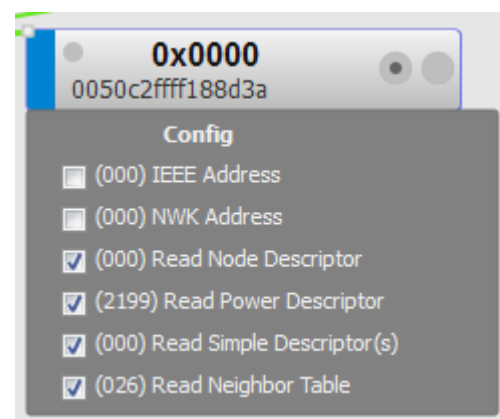 0x0000
0050c2ffff188d3a
Config
(000) IEEE Address
(000) NWK Address
(000) Read Node Descriptor
(2199) Read Power Descriptor
(000) Read Simple Descriptor(s)
(026) Read Neighbor Table